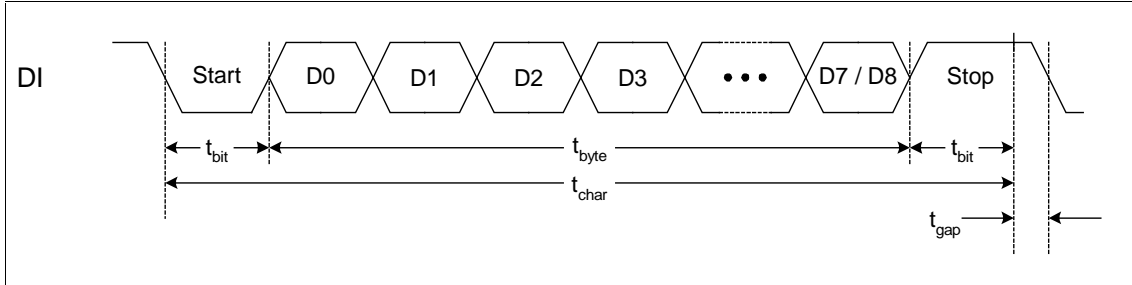 DI
Start D0 D1 D2 D3 ••• D7 / D8 Stop
tbit tbyte tbit
tchar
tgap